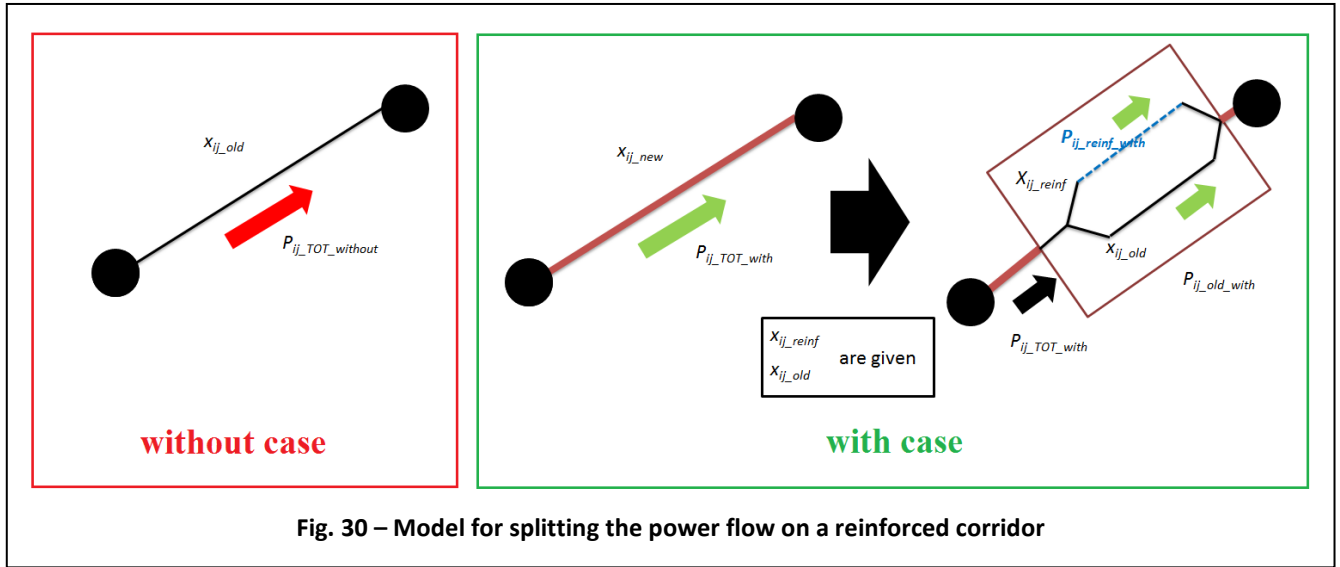 x_ij_old
P_ij_TOT_without
without case
x_ij_new
P_ij_TOT_with
P_ij_reinf_with
X_ij_reinf
x_ij_old
P_ij_old_with
P_ij_TOT_with
x_ij_reinf
x_ij_old
are given
with case
Fig. 30 – Model for splitting the power flow on a reinforced corridor